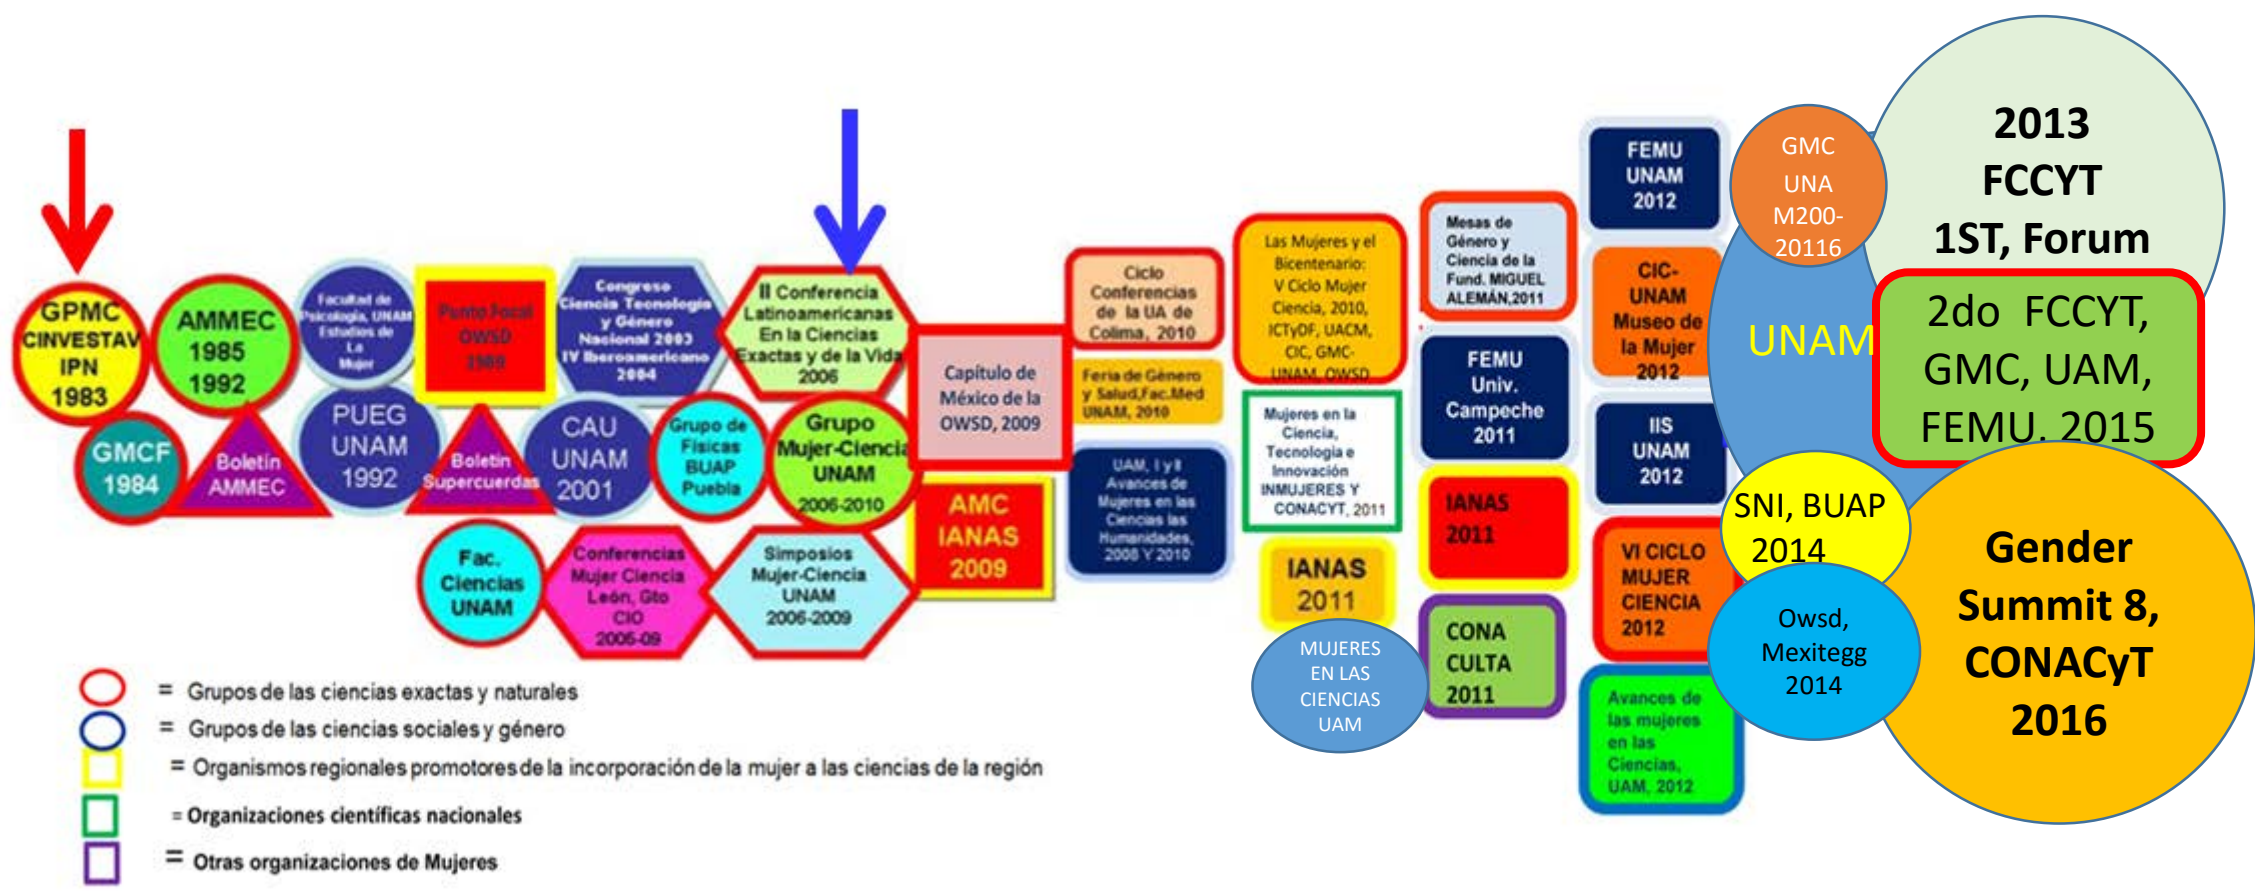 GPMC
CINVESTAV
IPN
1983
GMCF
1984
AMMEC
1985
1992
Boletín
AMMEC
Facultad de
Psicología, UNAM
Estudios de
La
Mujer
PUEG
UNAM
1992
Punto Focal
OWSD
1989
Boletín
Supercuerdas
Fac.
Ciencias
UNAM
Congreso
Ciencia Tecnología
y Género
Nacional 2003
IV Iberoamericano
2004
CAU
UNAM
2001
Conferencias
Mujer Ciencia
León, Gto
CIO
2006-09
Grupo de
Físicas
BUAP
Puebla
II Conferencia
Latinoamericanas
En la Ciencias
Exactas y de la Vida
2006
Grupo
Mujer-Ciencia
UNAM
2006-2010
Simposios
Mujer-Ciencia
UNAM
2006-2009
Capítulo de
México de la
OWSD, 2009
AMC
IANAS
2009
Ciclo
Conferencias
de la UA de
Colima, 2010
Feria de Género
y Salud,Fac.Med
UNAM, 2010
UAM, I y II
Avances de
Mujeres en las
Ciencias las
Humanidades,
2008 Y 2010
Las Mujeres y el
Bicentenario:
V Ciclo Mujer
Ciencia, 2010,
ICTyDF, UACM,
CIC, GMC-
UNAM, OWSD
Mujeres en la
Ciencia,
Tecnología e
Innovación
INMUJERES Y
CONACYT, 2011
IANAS
2011
MUJERES
EN LAS
CIENCIAS
UAM
Mesas de
Género y
Ciencia de la
Fund. MIGUEL
ALEMÁN,2011
FEMU
Univ.
Campeche
2011
IANAS
2011
CONA
CULTA
2011
FEMU
UNAM
2012
CIC-
UNAM
Museo de
la Mujer
2012
IIS
UNAM
2012
VI CICLO
MUJER
CIENCIA
2012
Avances de
las mujeres
en las
Ciencias,
UAM, 2012
GMC
UNA
M200-
20116
UNAM
SNI, BUAP
2014
Owsd,
Mexitegg
2014
2013
FCCYT
1ST, Forum
2do FCCYT,
GMC, UAM,
FEMU. 2015
Gender
Summit 8,
CONACyT
2016
= Grupos de las ciencias exactas y naturales
= Grupos de las ciencias sociales y género
= Organismos regionales promotores de la incorporación de la mujer a las ciencias de la región
= Organizaciones científicas nacionales
= Otras organizaciones de Mujeres